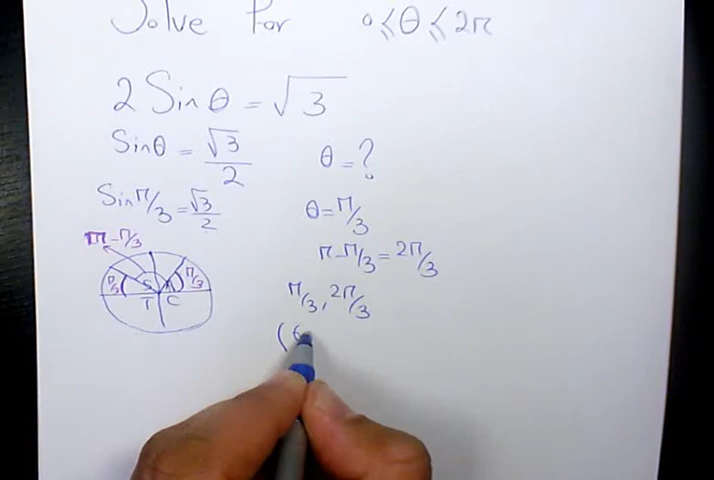 Solve For 0 ≤ θ ≤ 2π
2 Sin θ = √3
Sinθ = √3/2 θ = ?
Sin π/3 = √3/2 θ = π/3
π - π/3 π - π/3 = 2π/3
π/3 S A π/3
T C
π/3, 2π/3
(